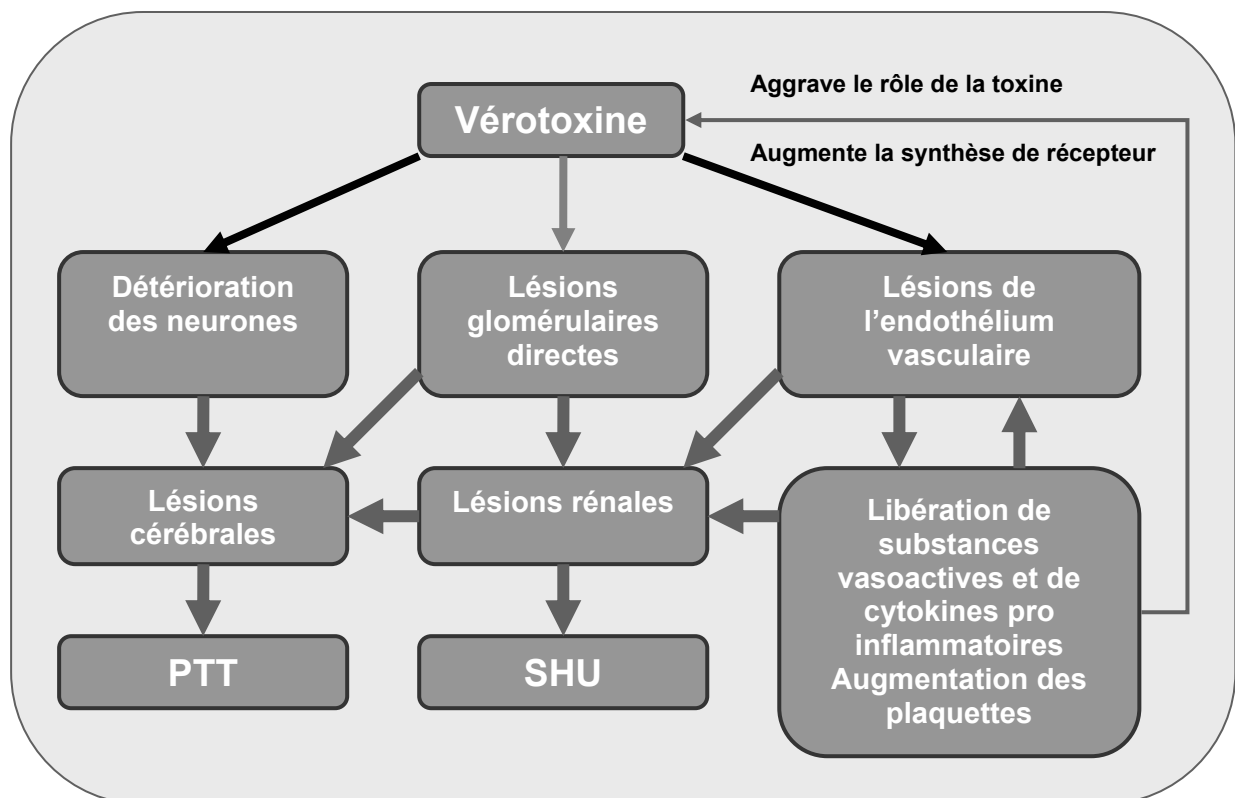 Aggrave le rôle de la toxine
Vérotoxine
Augmente la synthèse de récepteur
Détérioration
des neurones
Lésions
glomérulaires
directes
Lésions de
l’endothélium
vasculaire
Lésions
cérébrales
Lésions rénales
Libération de
substances
vasoactives et de
cytokines pro
inflammatoires
Augmentation des
plaquettes
PTT
SHU